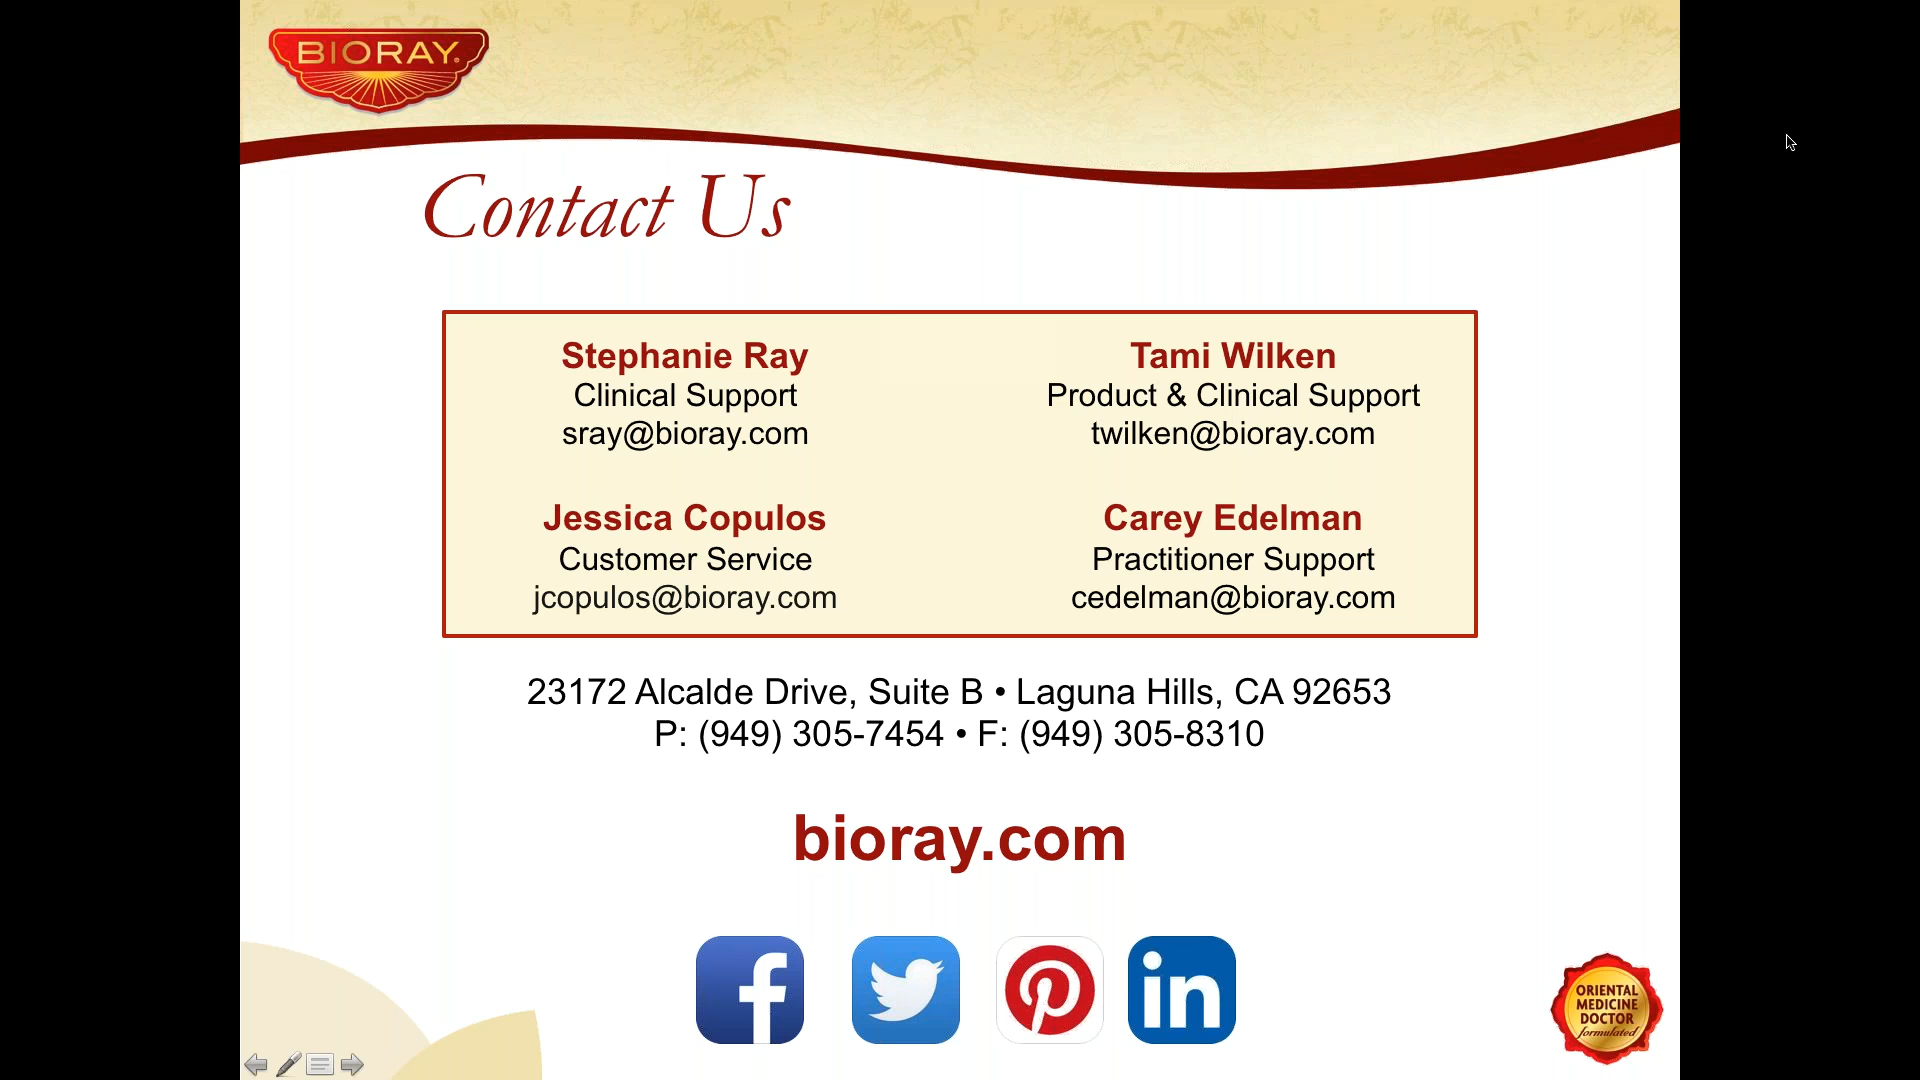 BIORAY®
Contact Us
Stephanie Ray
Clinical Support
sray@bioray.com
Tami Wilken
Product & Clinical Support
twilken@bioray.com
Jessica Copulos
Customer Service
jcopulos@bioray.com
Carey Edelman
Practitioner Support
cedelman@bioray.com
23172 Alcalde Drive, Suite B • Laguna Hills, CA 92653
P: (949) 305-7454 • F: (949) 305-8310
bioray.com
f
in
ORIENTAL
MEDICINE
DOCTOR
formulated